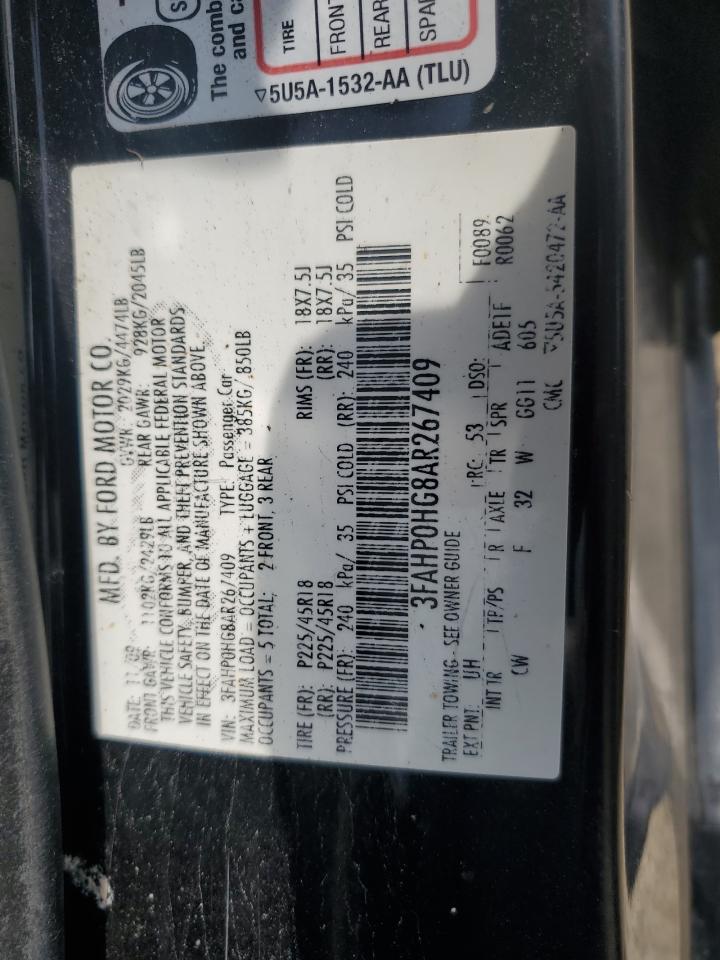 The comb
and ca
TIRE
FRONT
REAR
SPAR
▽5U5A-1532-AA (TLU)
MFD. BY FORD MOTOR CO.
DATE: 11/09 GVWR: 2029KG/4474LB
FRONT GAWR: 1102KG/2429LB REAR GAWR: 928KG/2045LB
THIS VEHICLE CONFORMS TO ALL APPLICABLE FEDERAL MOTOR
VEHICLE SAFETY, BUMPER, AND THEFT PREVENTION STANDARDS
IN EFFECT ON THE DATE OF MANUFACTURE SHOWN ABOVE.
VIN: 3FAHP0HG8AR267409 TYPE: Passenger Car
MAXIMUM LOAD = OCCUPANTS + LUGGAGE = 385KG/ 850LB
OCCUPANTS = 5 TOTAL; 2 FRONT, 3 REAR
TIRE (FR): P225/45R18 RIMS (FR): 18X7.5J
(RR): P225/45R18 (RR): 18X7.5J
PRESSURE (FR): 240 kPa/ 35 PSI COLD (RR): 240 kPa/ 35 PSI COLD
3FAHP0HG8AR267409
TRAILER TOWING - SEE OWNER GUIDE
EXT PNT: UH RC: 53 DSO: F0089
INT TR TP/PS R AXLE TR SPR ADE1F R0062
CW F 32 W GG11 605
CMC ▽5U5A-5420472-AA